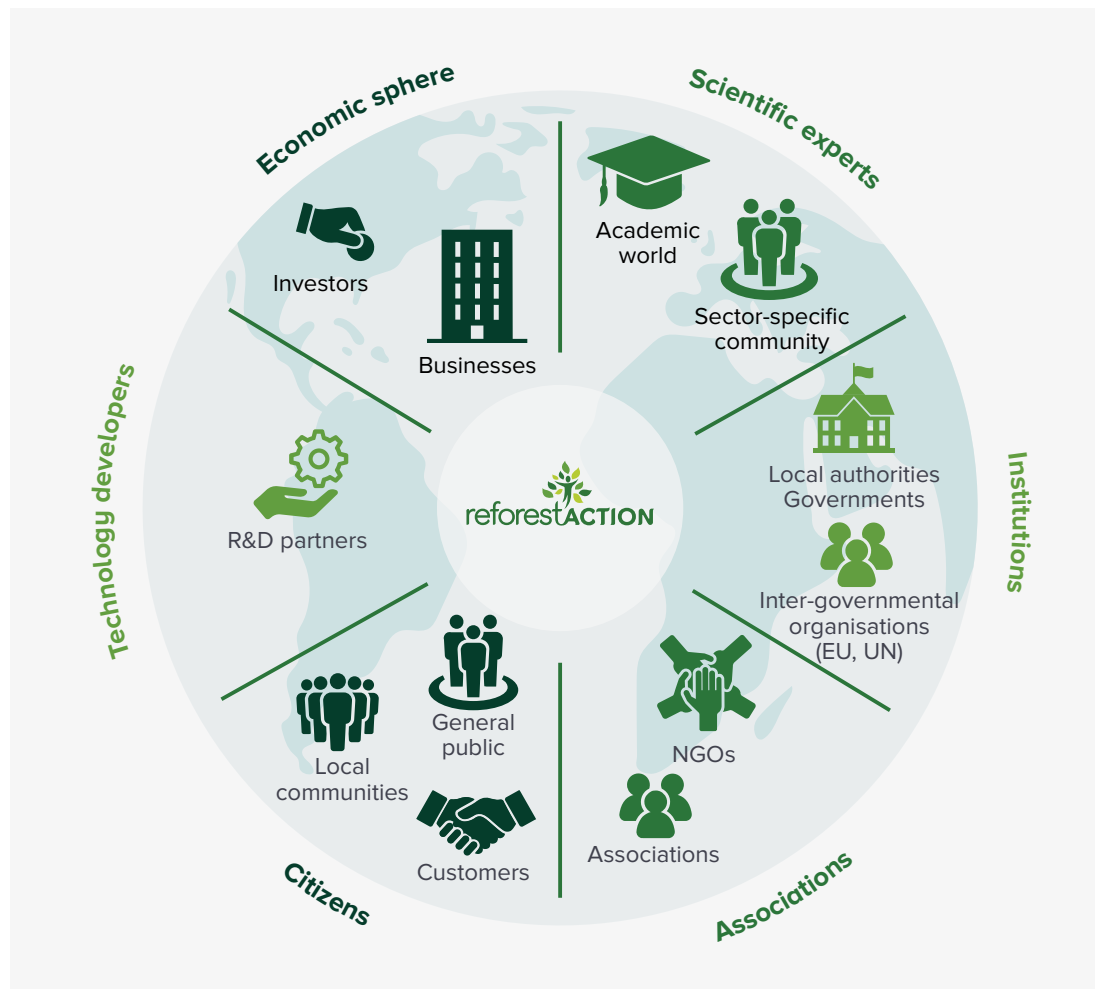 Economic sphere
Scientific experts
Academic
world
Investors
Sector-specific
community
Businesses
Technology developers
Local authorities
Governments
Institutions
reforestACTION
R&D partners
Inter-governmental
organisations
(EU, UN)
General
public
NGOs
Local
communities
Associations
Customers
Citizens
Associations